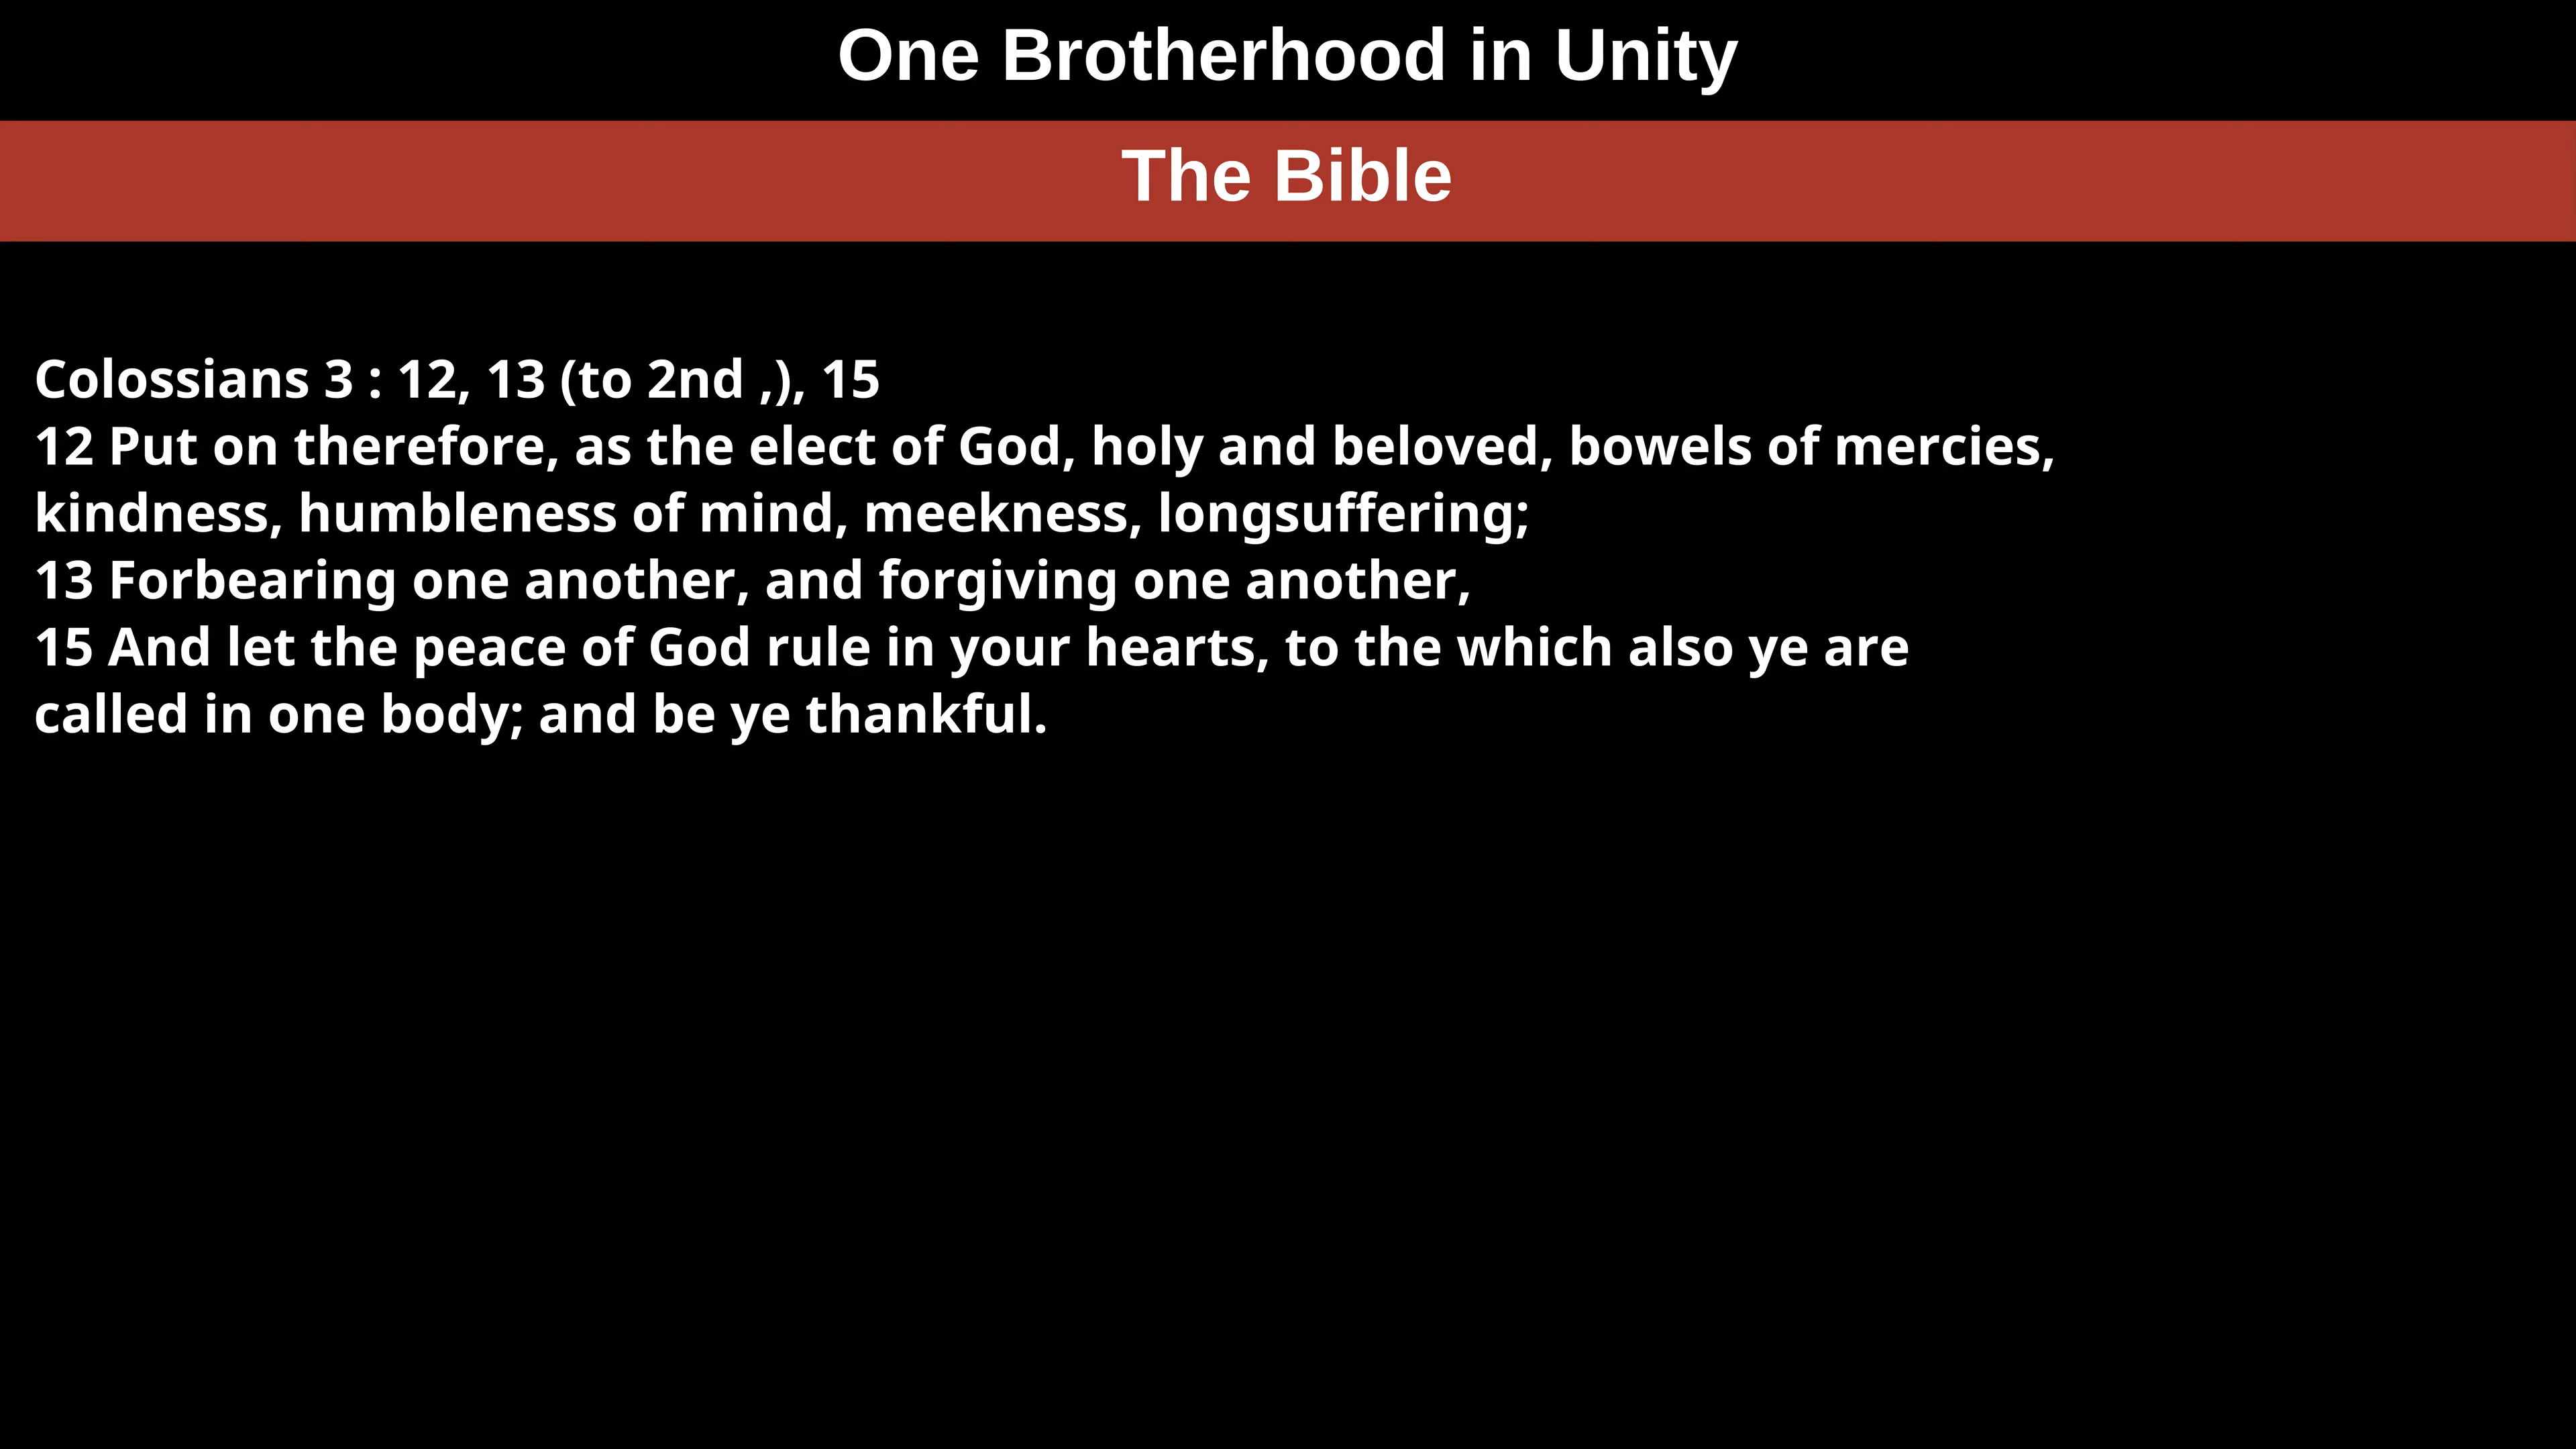 One Brotherhood in Unity
The Bible
Colossians 3 : 12, 13 (to 2nd ,), 15
12 Put on therefore, as the elect of God, holy and beloved, bowels of mercies,
kindness, humbleness of mind, meekness, longsuffering;
13 Forbearing one another, and forgiving one another,
15 And let the peace of God rule in your hearts, to the which also ye are
called in one body; and be ye thankful.